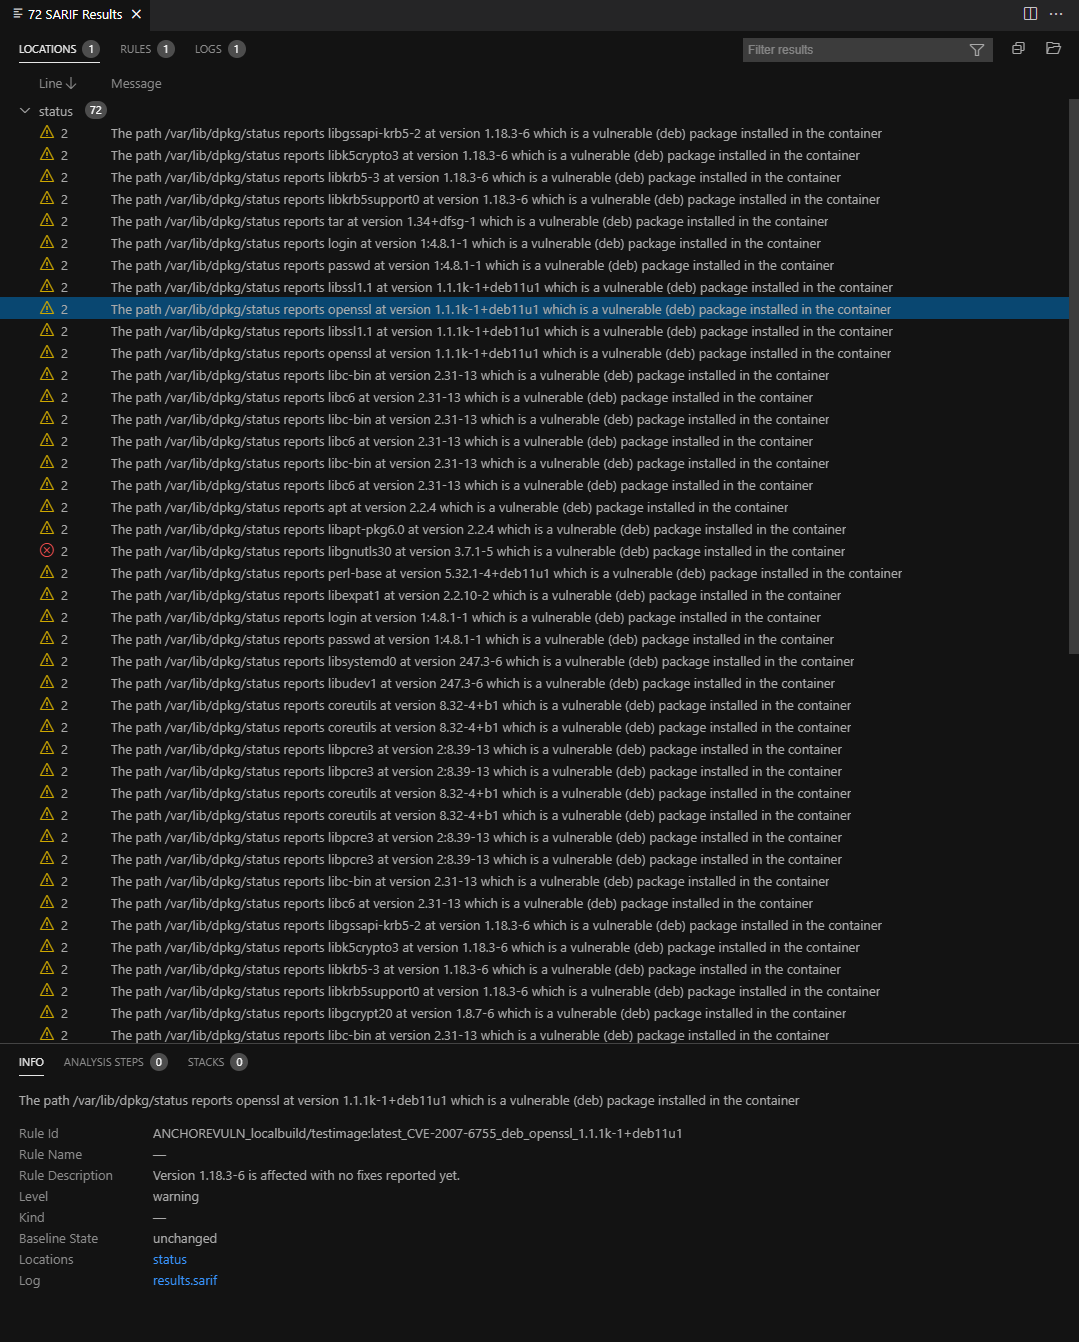 72 SARIF Results
LOCATIONS 1 RULES 1 LOGS 1 Filter results
Line Message
status 72
2 The path /var/lib/dpkg/status reports libgssapi-krb5-2 at version 1.18.3-6 which is a vulnerable (deb) package installed in the container
2 The path /var/lib/dpkg/status reports libk5crypto3 at version 1.18.3-6 which is a vulnerable (deb) package installed in the container
2 The path /var/lib/dpkg/status reports libkrb5-3 at version 1.18.3-6 which is a vulnerable (deb) package installed in the container
2 The path /var/lib/dpkg/status reports libkrb5support0 at version 1.18.3-6 which is a vulnerable (deb) package installed in the container
2 The path /var/lib/dpkg/status reports tar at version 1.34+dfsg-1 which is a vulnerable (deb) package installed in the container
2 The path /var/lib/dpkg/status reports login at version 1:4.8.1-1 which is a vulnerable (deb) package installed in the container
2 The path /var/lib/dpkg/status reports passwd at version 1:4.8.1-1 which is a vulnerable (deb) package installed in the container
2 The path /var/lib/dpkg/status reports libssl1.1 at version 1.1.1k-1+deb11u1 which is a vulnerable (deb) package installed in the container
2 The path /var/lib/dpkg/status reports openssl at version 1.1.1k-1+deb11u1 which is a vulnerable (deb) package installed in the container
2 The path /var/lib/dpkg/status reports libssl1.1 at version 1.1.1k-1+deb11u1 which is a vulnerable (deb) package installed in the container
2 The path /var/lib/dpkg/status reports openssl at version 1.1.1k-1+deb11u1 which is a vulnerable (deb) package installed in the container
2 The path /var/lib/dpkg/status reports libc-bin at version 2.31-13 which is a vulnerable (deb) package installed in the container
2 The path /var/lib/dpkg/status reports libc6 at version 2.31-13 which is a vulnerable (deb) package installed in the container
2 The path /var/lib/dpkg/status reports libc-bin at version 2.31-13 which is a vulnerable (deb) package installed in the container
2 The path /var/lib/dpkg/status reports libc6 at version 2.31-13 which is a vulnerable (deb) package installed in the container
2 The path /var/lib/dpkg/status reports libc-bin at version 2.31-13 which is a vulnerable (deb) package installed in the container
2 The path /var/lib/dpkg/status reports libc6 at version 2.31-13 which is a vulnerable (deb) package installed in the container
2 The path /var/lib/dpkg/status reports apt at version 2.2.4 which is a vulnerable (deb) package installed in the container
2 The path /var/lib/dpkg/status reports libapt-pkg6.0 at version 2.2.4 which is a vulnerable (deb) package installed in the container
2 The path /var/lib/dpkg/status reports libgnutls30 at version 3.7.1-5 which is a vulnerable (deb) package installed in the container
2 The path /var/lib/dpkg/status reports perl-base at version 5.32.1-4+deb11u1 which is a vulnerable (deb) package installed in the container
2 The path /var/lib/dpkg/status reports libexpat1 at version 2.2.10-2 which is a vulnerable (deb) package installed in the container
2 The path /var/lib/dpkg/status reports login at version 1:4.8.1-1 which is a vulnerable (deb) package installed in the container
2 The path /var/lib/dpkg/status reports passwd at version 1:4.8.1-1 which is a vulnerable (deb) package installed in the container
2 The path /var/lib/dpkg/status reports libsystemd0 at version 247.3-6 which is a vulnerable (deb) package installed in the container
2 The path /var/lib/dpkg/status reports libudev1 at version 247.3-6 which is a vulnerable (deb) package installed in the container
2 The path /var/lib/dpkg/status reports coreutils at version 8.32-4+b1 which is a vulnerable (deb) package installed in the container
2 The path /var/lib/dpkg/status reports coreutils at version 8.32-4+b1 which is a vulnerable (deb) package installed in the container
2 The path /var/lib/dpkg/status reports libpcre3 at version 2:8.39-13 which is a vulnerable (deb) package installed in the container
2 The path /var/lib/dpkg/status reports libpcre3 at version 2:8.39-13 which is a vulnerable (deb) package installed in the container
2 The path /var/lib/dpkg/status reports coreutils at version 8.32-4+b1 which is a vulnerable (deb) package installed in the container
2 The path /var/lib/dpkg/status reports coreutils at version 8.32-4+b1 which is a vulnerable (deb) package installed in the container
2 The path /var/lib/dpkg/status reports libpcre3 at version 2:8.39-13 which is a vulnerable (deb) package installed in the container
2 The path /var/lib/dpkg/status reports libpcre3 at version 2:8.39-13 which is a vulnerable (deb) package installed in the container
2 The path /var/lib/dpkg/status reports libc-bin at version 2.31-13 which is a vulnerable (deb) package installed in the container
2 The path /var/lib/dpkg/status reports libc6 at version 2.31-13 which is a vulnerable (deb) package installed in the container
2 The path /var/lib/dpkg/status reports libgssapi-krb5-2 at version 1.18.3-6 which is a vulnerable (deb) package installed in the container
2 The path /var/lib/dpkg/status reports libk5crypto3 at version 1.18.3-6 which is a vulnerable (deb) package installed in the container
2 The path /var/lib/dpkg/status reports libkrb5-3 at version 1.18.3-6 which is a vulnerable (deb) package installed in the container
2 The path /var/lib/dpkg/status reports libkrb5support0 at version 1.18.3-6 which is a vulnerable (deb) package installed in the container
2 The path /var/lib/dpkg/status reports libgcrypt20 at version 1.8.7-6 which is a vulnerable (deb) package installed in the container
2 The path /var/lib/dpkg/status reports libc-bin at version 2.31-13 which is a vulnerable (deb) package installed in the container
INFO ANALYSIS STEPS 0 STACKS 0
The path /var/lib/dpkg/status reports openssl at version 1.1.1k-1+deb11u1 which is a vulnerable (deb) package installed in the container
Rule Id ANCHOREVULN_localbuild/testimage:latest_CVE-2007-6755_deb_openssl_1.1.1k-1+deb11u1
Rule Name —
Rule Description Version 1.18.3-6 is affected with no fixes reported yet.
Level warning
Kind —
Baseline State unchanged
Locations status
Log results.sarif